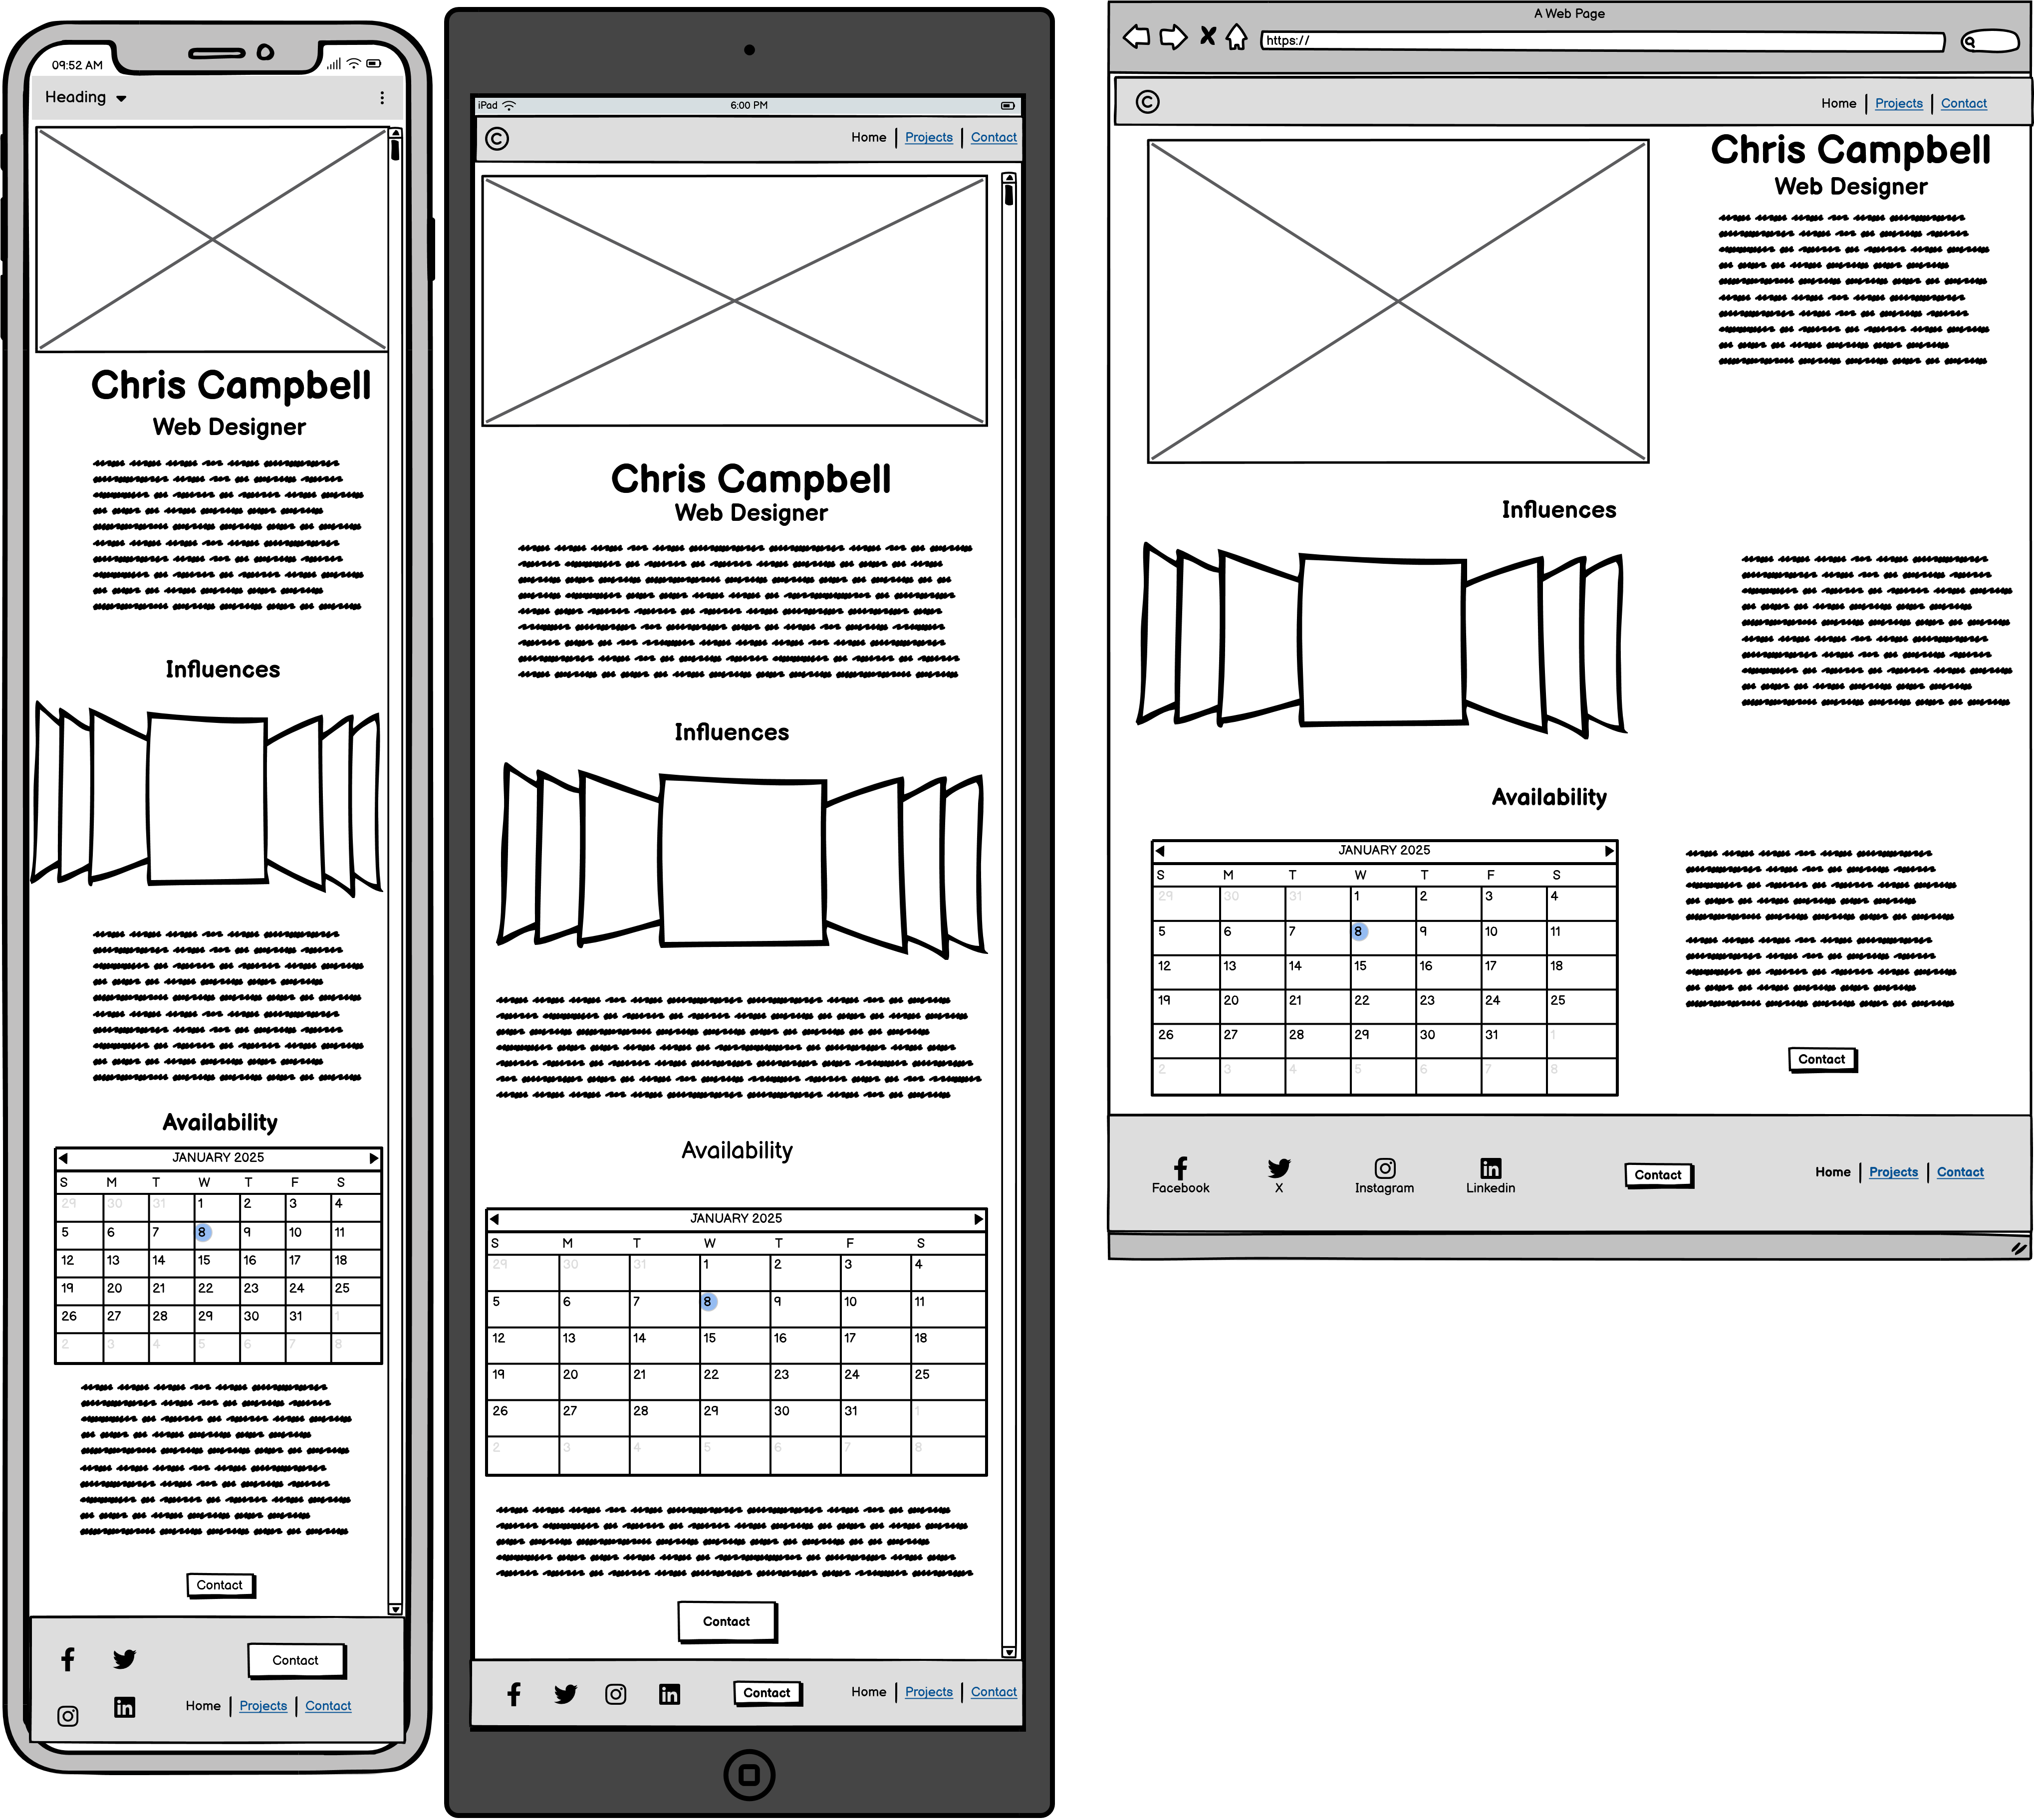 09:52 AM
Heading
Chris Campbell
Web Designer
Influences
Availability
JANUARY 2025
S M T W T F S
29 30 31 1 2 3 4
5 6 7 8 9 10 11
12 13 14 15 16 17 18
19 20 21 22 23 24 25
26 27 28 29 30 31 1
2 3 4 5 6 7 8
Contact
Contact
Home Projects Contact
iPad 6:00 PM
© Home Projects Contact
Chris Campbell
Web Designer
Influences
Availability
JANUARY 2025
S M T W T F S
29 30 31 1 2 3 4
5 6 7 8 9 10 11
12 13 14 15 16 17 18
19 20 21 22 23 24 25
26 27 28 29 30 31 1
2 3 4 5 6 7 8
Contact
Contact Home Projects Contact
A Web Page
https://
© Home Projects Contact
Chris Campbell
Web Designer
Influences
Availability
JANUARY 2025
S M T W T F S
29 30 31 1 2 3 4
5 6 7 8 9 10 11
12 13 14 15 16 17 18
19 20 21 22 23 24 25
26 27 28 29 30 31 1
2 3 4 5 6 7 8
Contact
Facebook X Instagram Linkedin Contact Home Projects Contact